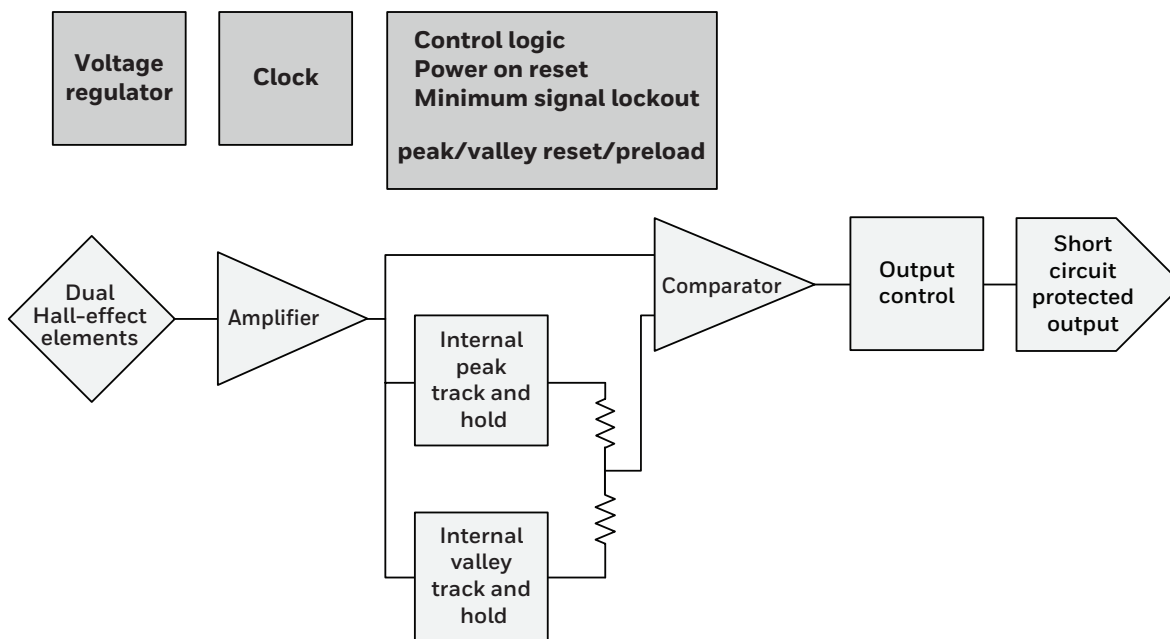 Voltage
regulator
Clock
Control logic
Power on reset
Minimum signal lockout
peak/valley reset/preload
Dual
Hall-effect
elements
Amplifier
Internal
peak
track and
hold
Internal
valley
track and
hold
Comparator
Output
control
Short
circuit
protected
output